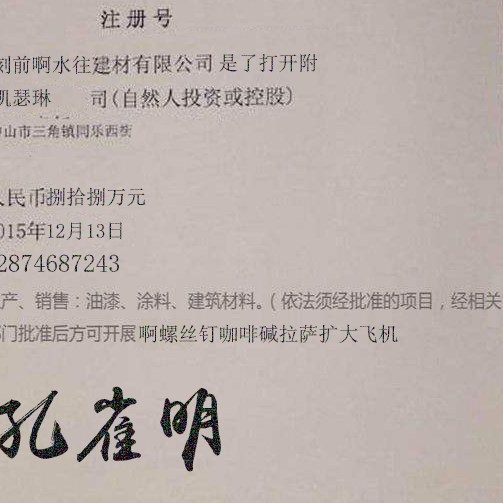 注册号
前啊水往建材有限公司 是了打开附
凯瑟琳 司(自然人投资或控股)
山市三角镇同乐西街
人民币捌拾捌万元
015年12月13日
2874687243
产、销售：油漆、涂料、建筑材料。(依法须经批准的项目，经相关
部门批准后方可开展 啊螺丝钉咖啡碱拉萨扩大飞机
孔雀明